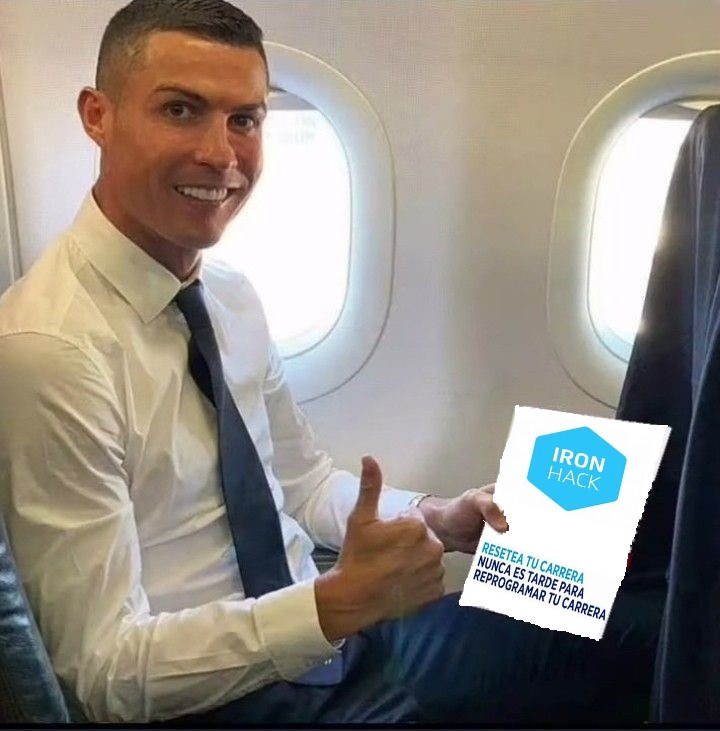 IRON
HACK
RESETEA TU CARRERA
NUNCA ES TARDE PARA
REPROGRAMAR TU CARRERA